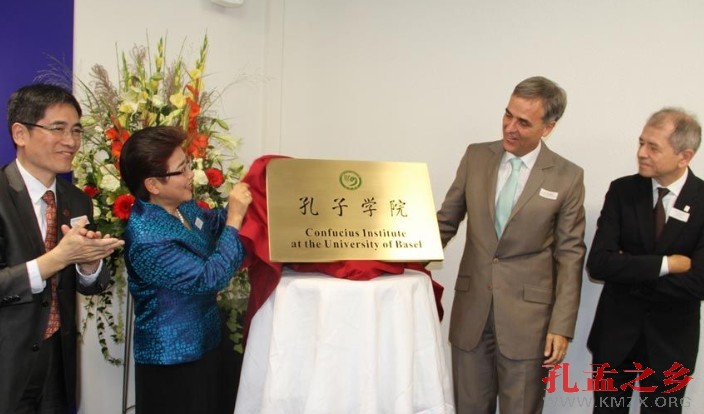 孔子学院
Confucius Institute
at the University of Basel
孔孟之乡
WWW.KMZX.ORG